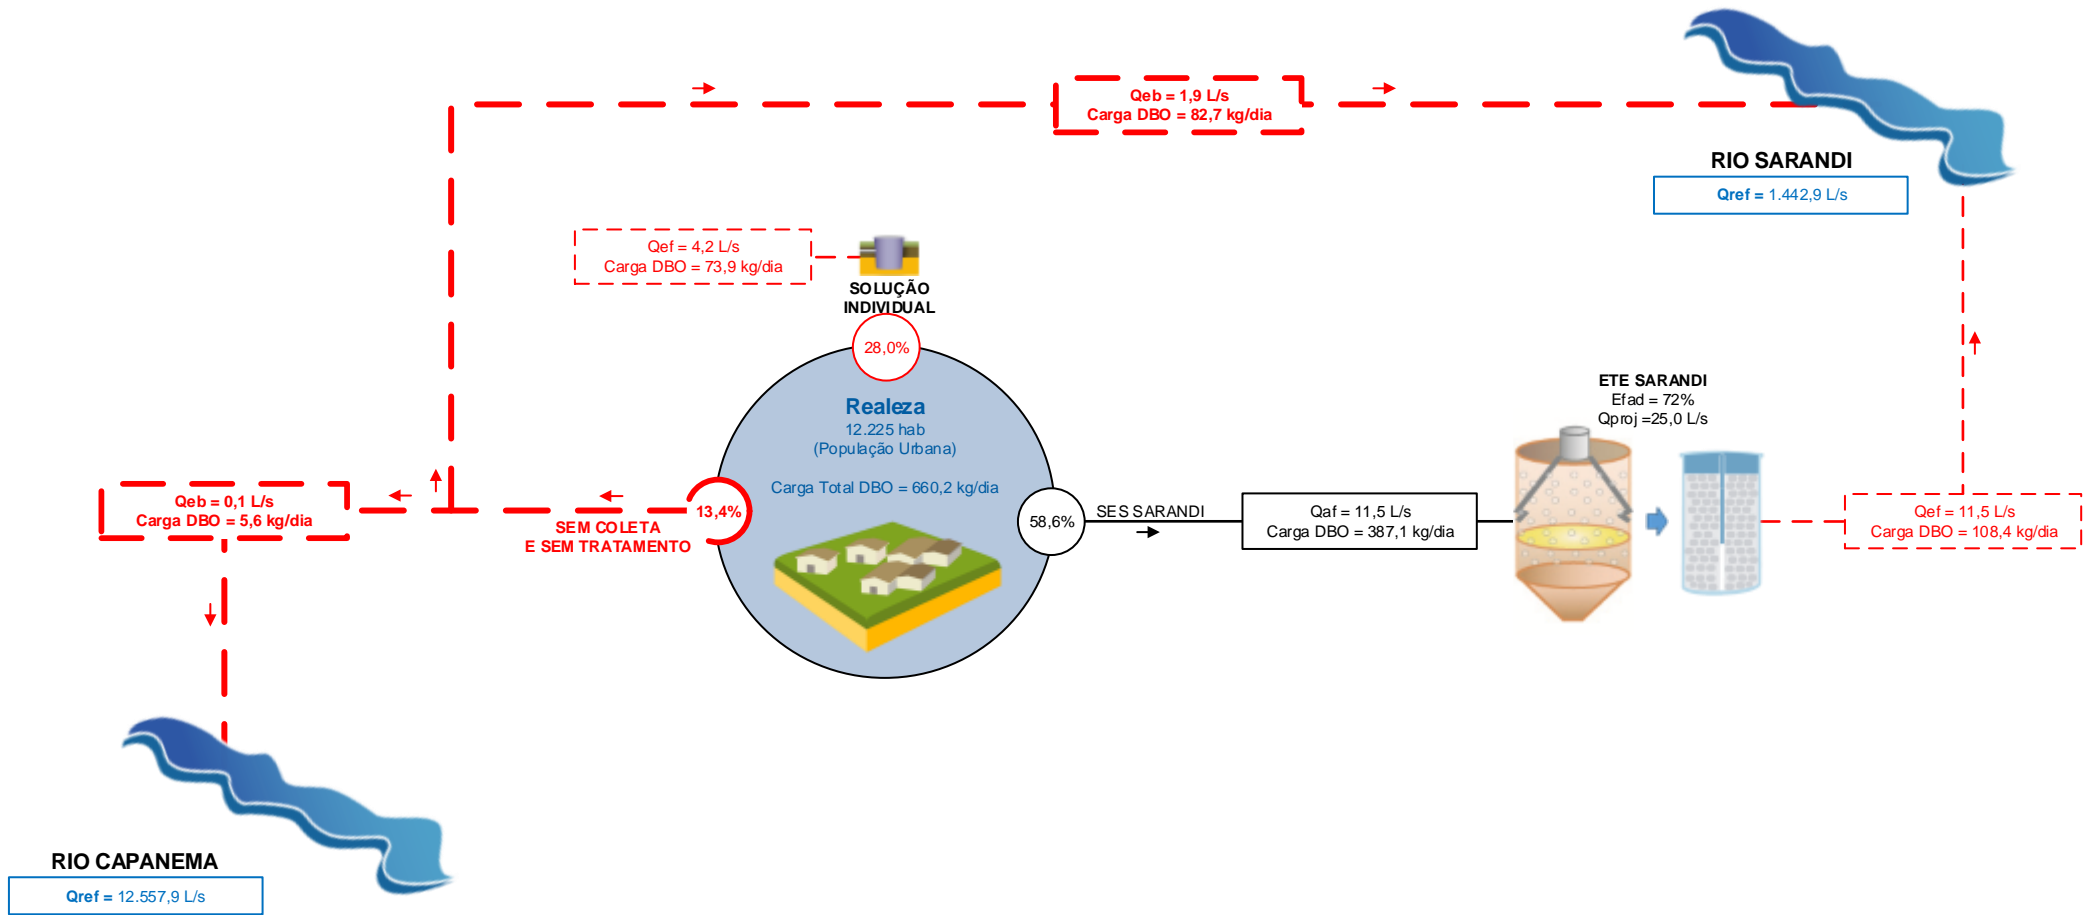 Qeb = 1,9 L/s
Carga DBO = 82,7 kg/dia
RIO SARANDI
Qref = 1.442,9 L/s
Qef = 4,2 L/s
Carga DBO = 73,9 kg/dia
SOLUÇÃO
INDIVIDUAL
28,0%
Realeza
12.225 hab
(População Urbana)
Carga Total DBO = 660,2 kg/dia
13,4%
SEM COLETA
E SEM TRATAMENTO
Qeb = 0,1 L/s
Carga DBO = 5,6 kg/dia
58,6%
SES SARANDI
Qaf = 11,5 L/s
Carga DBO = 387,1 kg/dia
ETE SARANDI
Efad = 72%
Qproj =25,0 L/s
Qef = 11,5 L/s
Carga DBO = 108,4 kg/dia
RIO CAPANEMA
Qref = 12.557,9 L/s